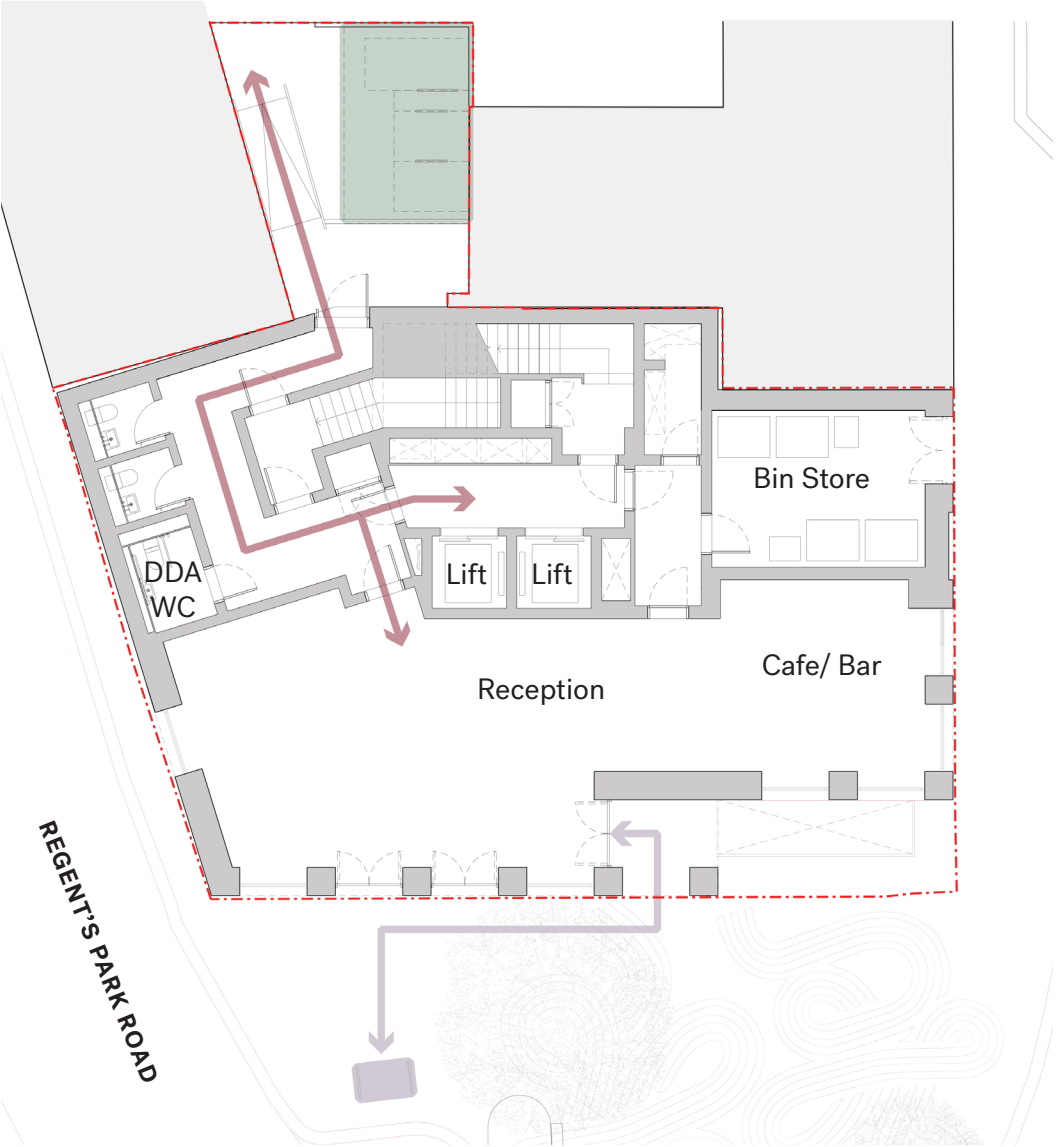 Bin Store
DDA
WC
Lift
Lift
Cafe/ Bar
Reception
REGENT'S PARK ROAD